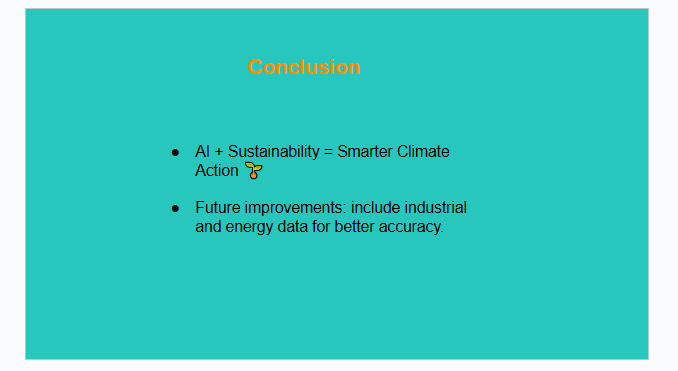 Conclusion
● AI + Sustainability = Smarter Climate
Action 🌱
● Future improvements: include industrial
and energy data for better accuracy.